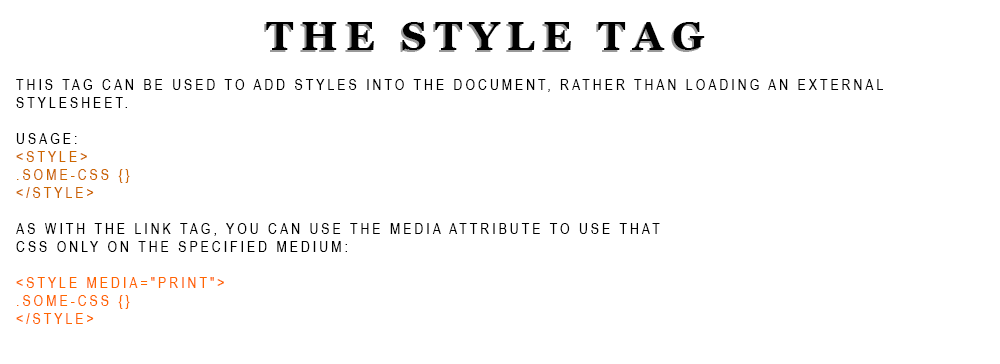 THE STYLE TAG
THIS TAG CAN BE USED TO ADD STYLES INTO THE DOCUMENT, RATHER THAN LOADING AN EXTERNAL
STYLESHEET.
USAGE:
<STYLE>
.SOME-CSS {}
</STYLE>
AS WITH THE LINK TAG, YOU CAN USE THE MEDIA ATTRIBUTE TO USE THAT
CSS ONLY ON THE SPECIFIED MEDIUM:
<STYLE MEDIA="PRINT">
.SOME-CSS {}
</STYLE>